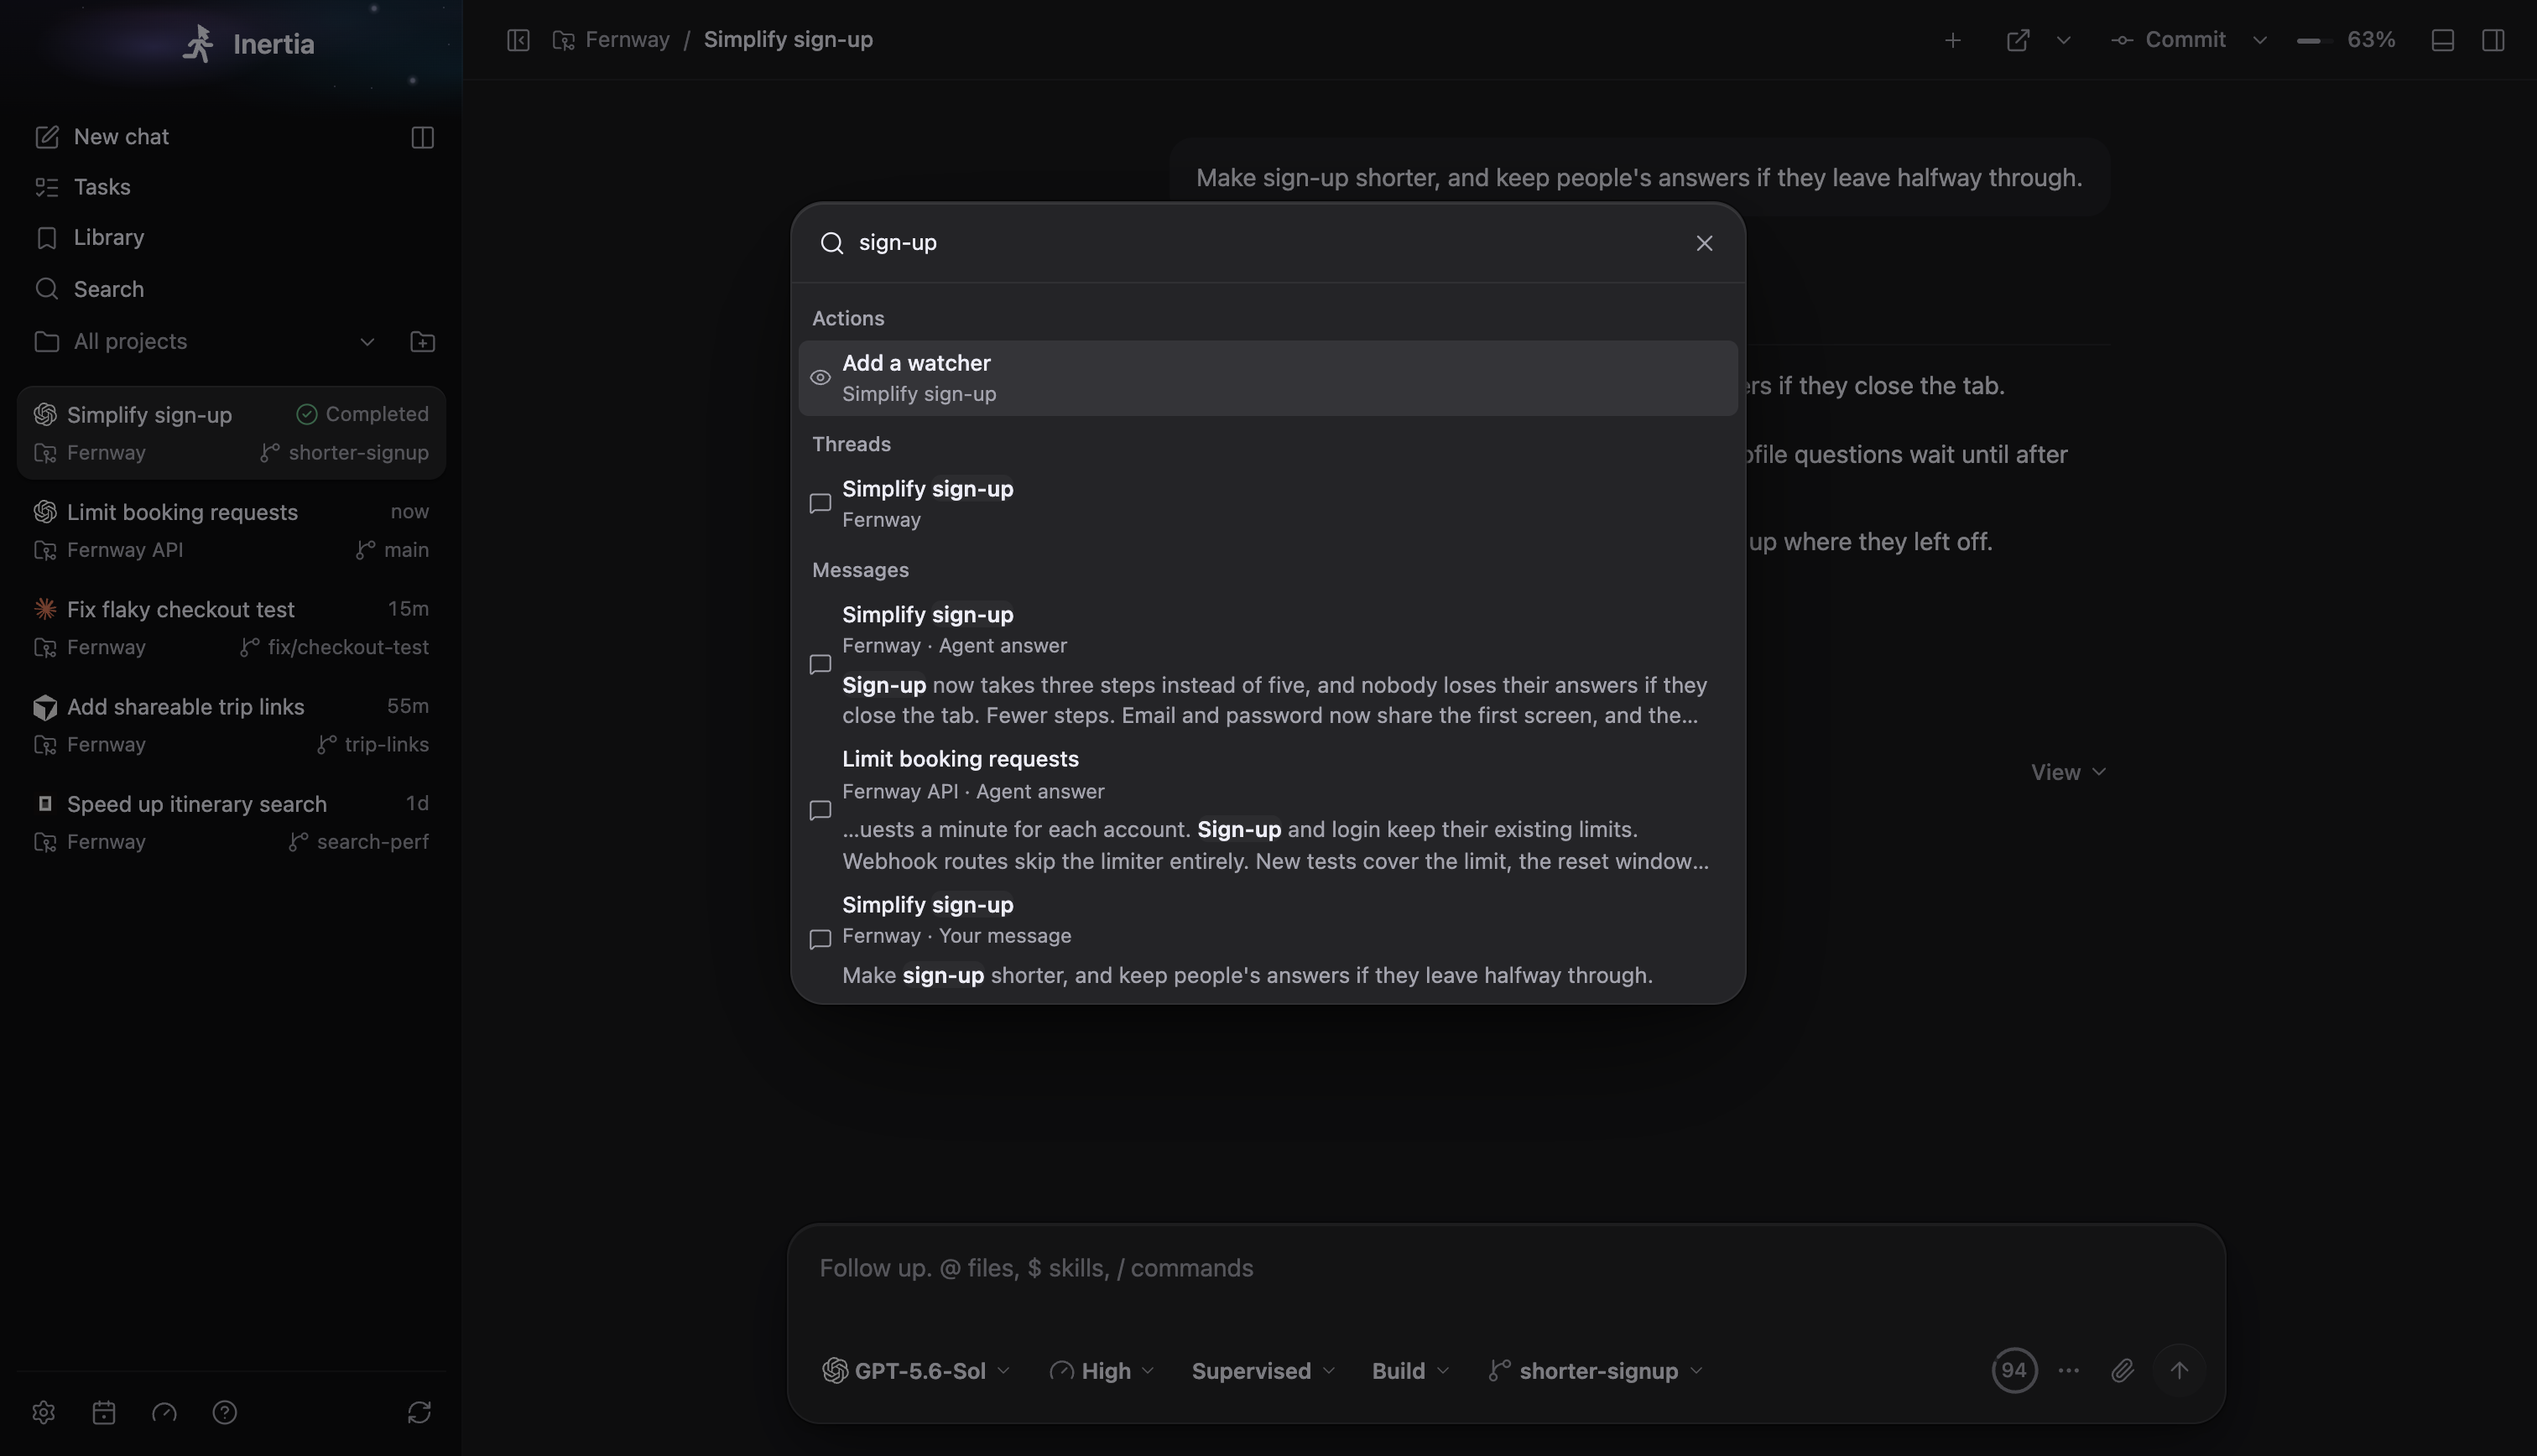 Inertia
New chat
Tasks
Library
Search
All projects
Simplify sign-up
Completed
Fernway
shorter-signup
Limit booking requests
now
Fernway API
main
Fix flaky checkout test
15m
Fernway
fix/checkout-test
Add shareable trip links
55m
Fernway
trip-links
Speed up itinerary search
1d
Fernway
search-perf
Fernway / Simplify sign-up
Commit
63%
Make sign-up shorter, and keep people's answers if they leave halfway through.
if they close the tab.
questions wait until after
up where they left off.
View
sign-up
Actions
Add a watcher
Simplify sign-up
Threads
Simplify sign-up
Fernway
Messages
Simplify sign-up
Fernway · Agent answer
Sign-up now takes three steps instead of five, and nobody loses their answers if they
close the tab. Fewer steps. Email and password now share the first screen, and the...
Limit booking requests
Fernway API · Agent answer
...uests a minute for each account. Sign-up and login keep their existing limits.
Webhook routes skip the limiter entirely. New tests cover the limit, the reset window...
Simplify sign-up
Fernway · Your message
Make sign-up shorter, and keep people's answers if they leave halfway through.
Follow up. @ files, $ skills, / commands
GPT-5.6-Sol
High
Supervised
Build
shorter-signup
94